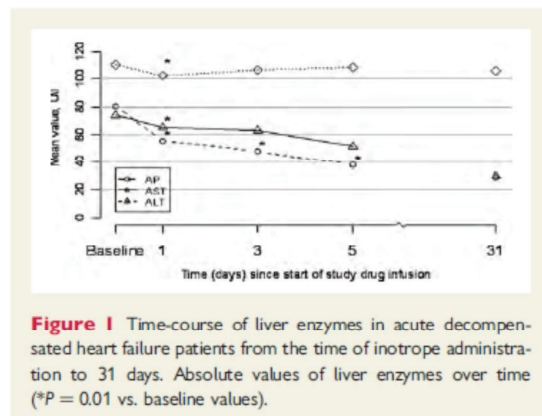 120
100
80
60
40
20
0
Mean value, U/l
AP
AST
ALT
Baseline 1 3 5 31
Time (days) since start of study drug infusion
Figure 1 Time-course of liver enzymes in acute decompen-
sated heart failure patients from the time of inotrope administra-
tion to 31 days. Absolute values of liver enzymes over time
(*P = 0.01 vs. baseline values).